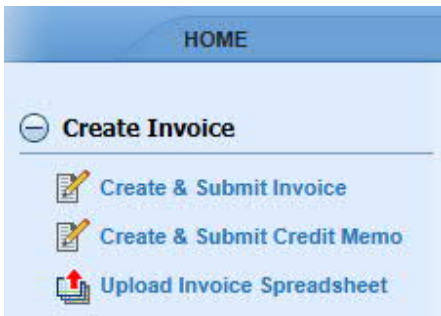 HOME
Create Invoice
Create & Submit Invoice
Create & Submit Credit Memo
Upload Invoice Spreadsheet